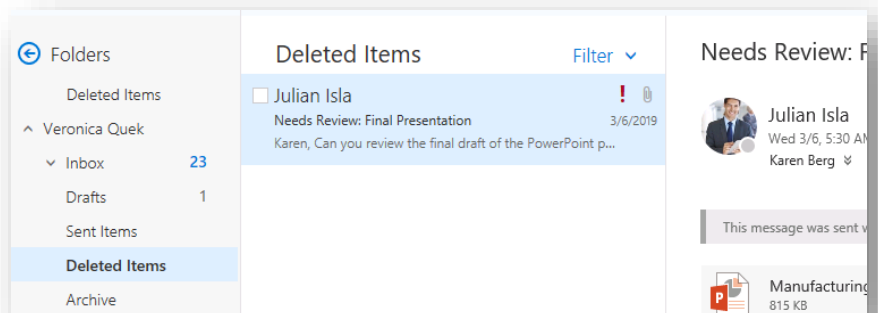 Folders
Deleted Items
Veronica Quek
Inbox 23
Drafts 1
Sent Items
Deleted Items
Archive
Deleted Items Filter
Julian Isla
Needs Review: Final Presentation 3/6/2019
Karen, Can you review the final draft of the PowerPoint p...
Needs Review: F
Julian Isla
Wed 3/6, 5:30 AM
Karen Berg
This message was sent w
Manufacturing
815 KB